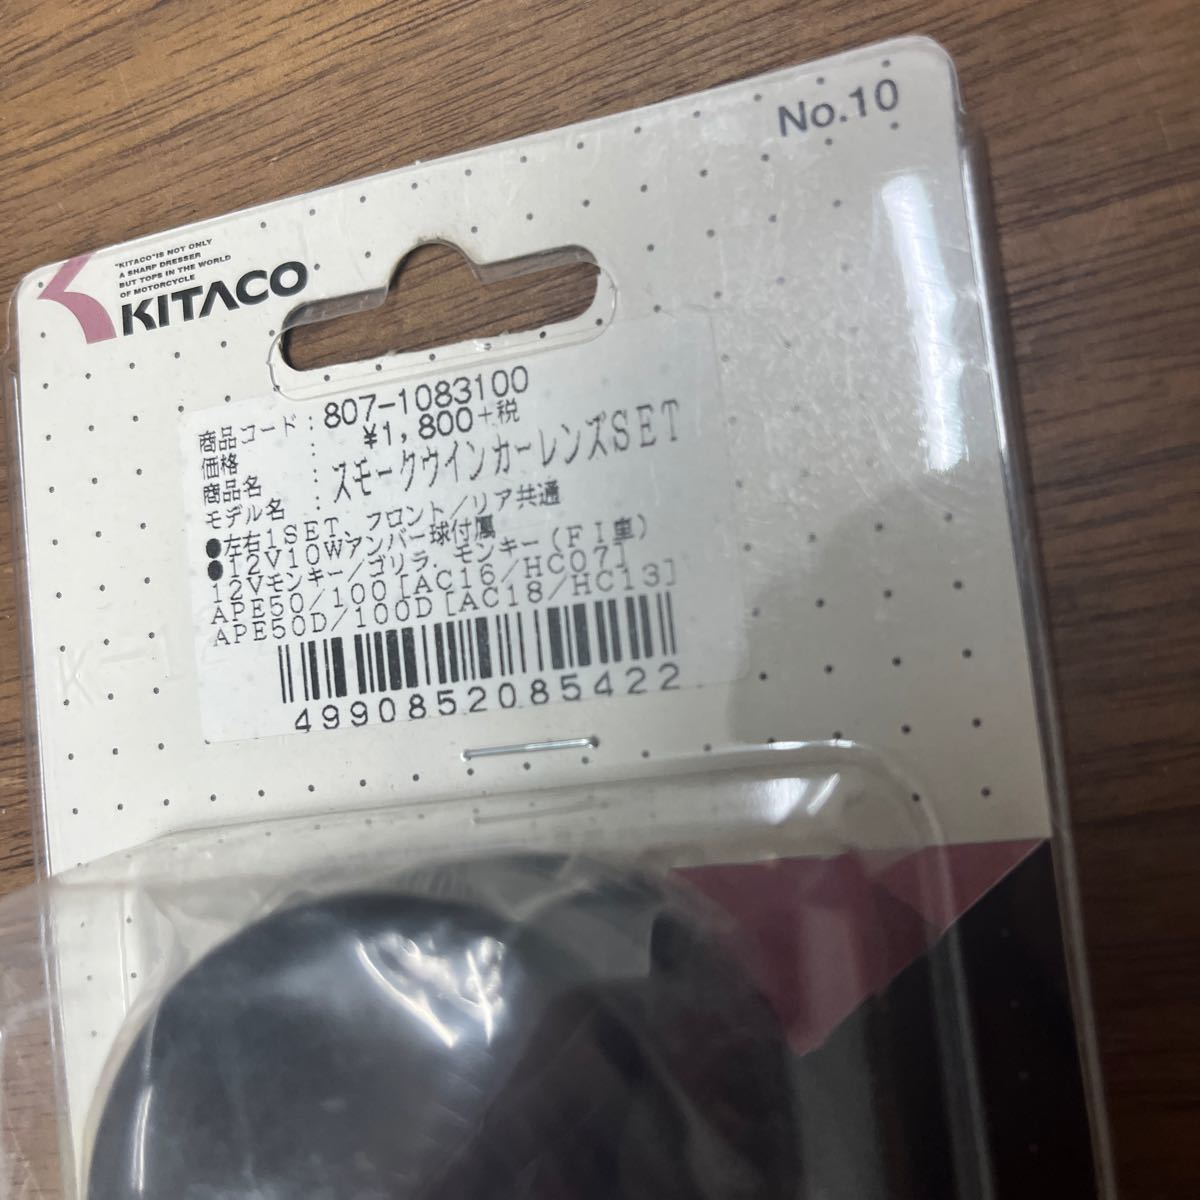 No.10
"KITACO"IS NOT ONLY
A SHARP DRESSER
BUT TOPS IN THE WORLD
OF MOTORCYCLE
KITACO
商品コード：807-1083100
価格 ：¥1,800+税
商品名 ：スモークウインカーレンズSET
モデル名 ：
●左右1SET、フロント/リア共通
●12V10Wアンバー球付属
12Vモンキー/ゴリラ、モンキー(FI車)
APE50/100[AC16/HC07]
APE50D/100D[AC18/HC13]
4990852085422